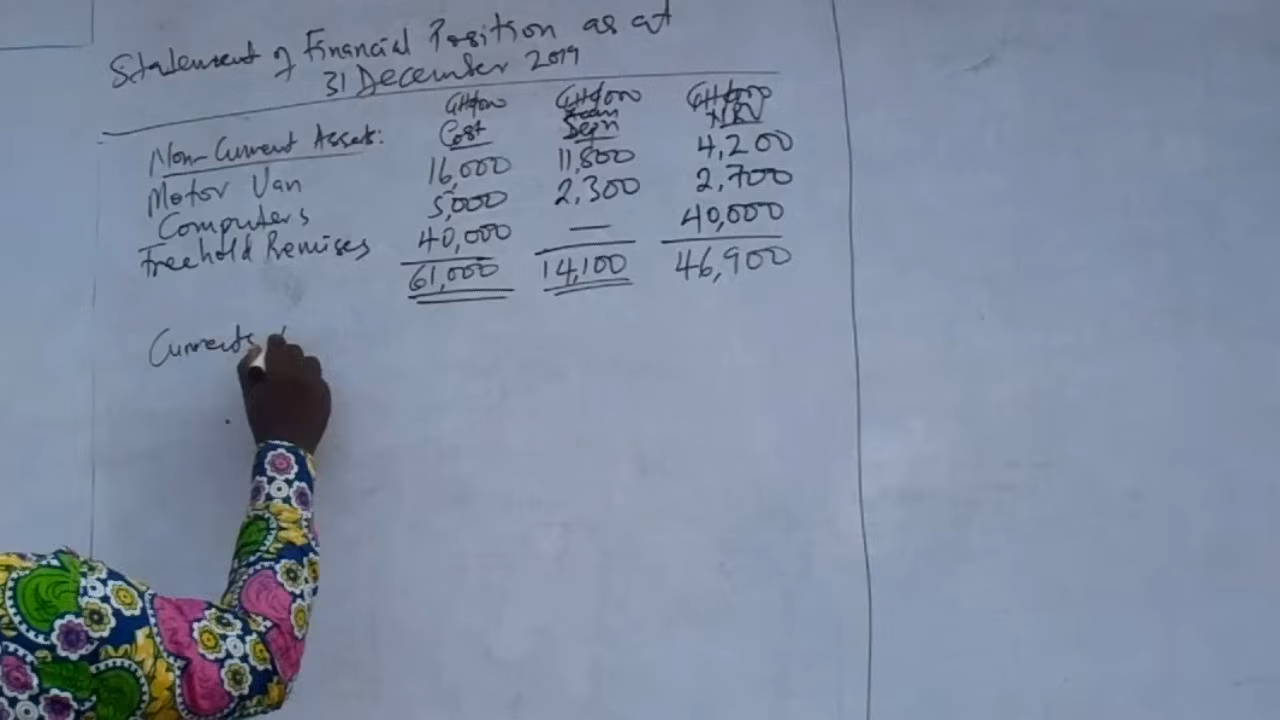 Statement of Financial Position as at
31 December 2019
GH¢000 GH¢000 GH¢000
Non-Current Assets: Cost Accum Depn NBV
Motor Van 16,000 11,800 4,200
Computers 5,000 2,300 2,700
Freehold Premises 40,000 — 40,000
61,000 14,100 46,900
Current